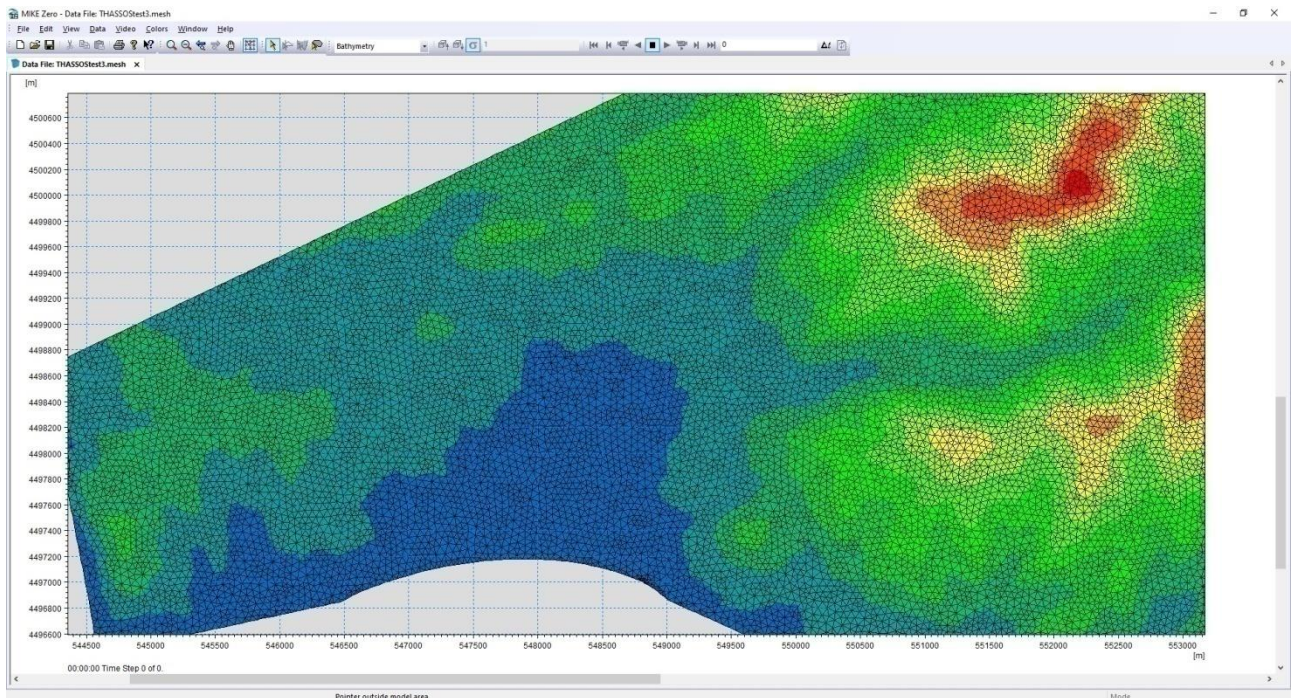 MIKE Zero - Data File: THASSOStest3.mesh
File Edit View Data Video Colors Window Help
Bathymetry 1 0 Δt
Data File: THASSOStest3.mesh
[m]
4500600
4500400
4500200
4500000
4499800
4499600
4499400
4499200
4499000
4498800
4498600
4498400
4498200
4498000
4497800
4497600
4497400
4497200
4497000
4496800
4496600
544500 545000 545500 546000 546500 547000 547500 548000 548500 549000 549500 550000 550500 551000 551500 552000 552500 553000
[m]
00:00:00 Time Step 0 of 0.
Pointer outside model area Mode